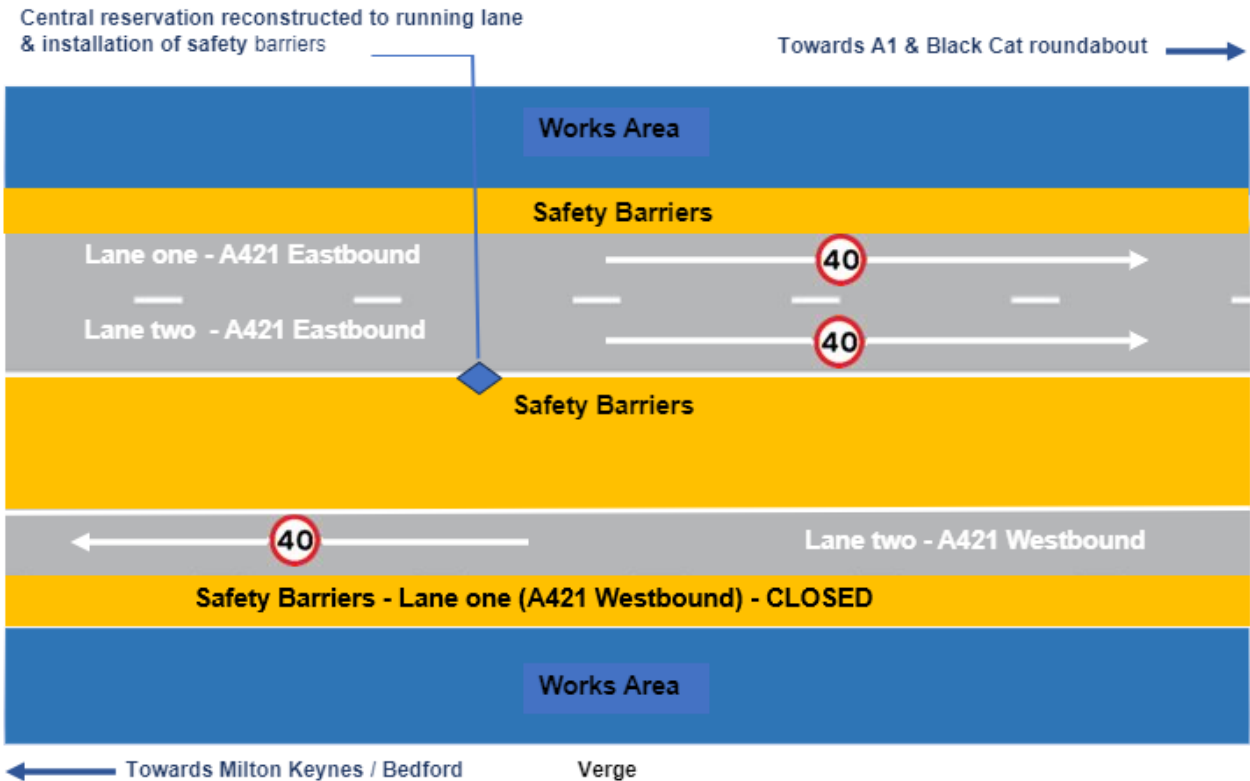 Central reservation reconstructed to running lane
& installation of safety barriers
Towards A1 & Black Cat roundabout
Works Area
Safety Barriers
Lane one - A421 Eastbound
40
Lane two - A421 Eastbound
40
Safety Barriers
40
Lane two - A421 Westbound
Safety Barriers - Lane one (A421 Westbound) - CLOSED
Works Area
Towards Milton Keynes / Bedford
Verge